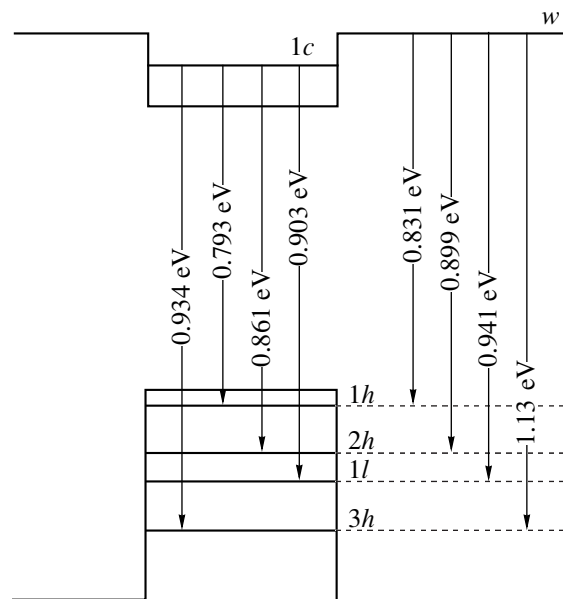 w
1c
0.934 eV
0.793 eV
0.861 eV
0.903 eV
0.831 eV
0.899 eV
0.941 eV
1.13 eV
1h
2h
1l
3h